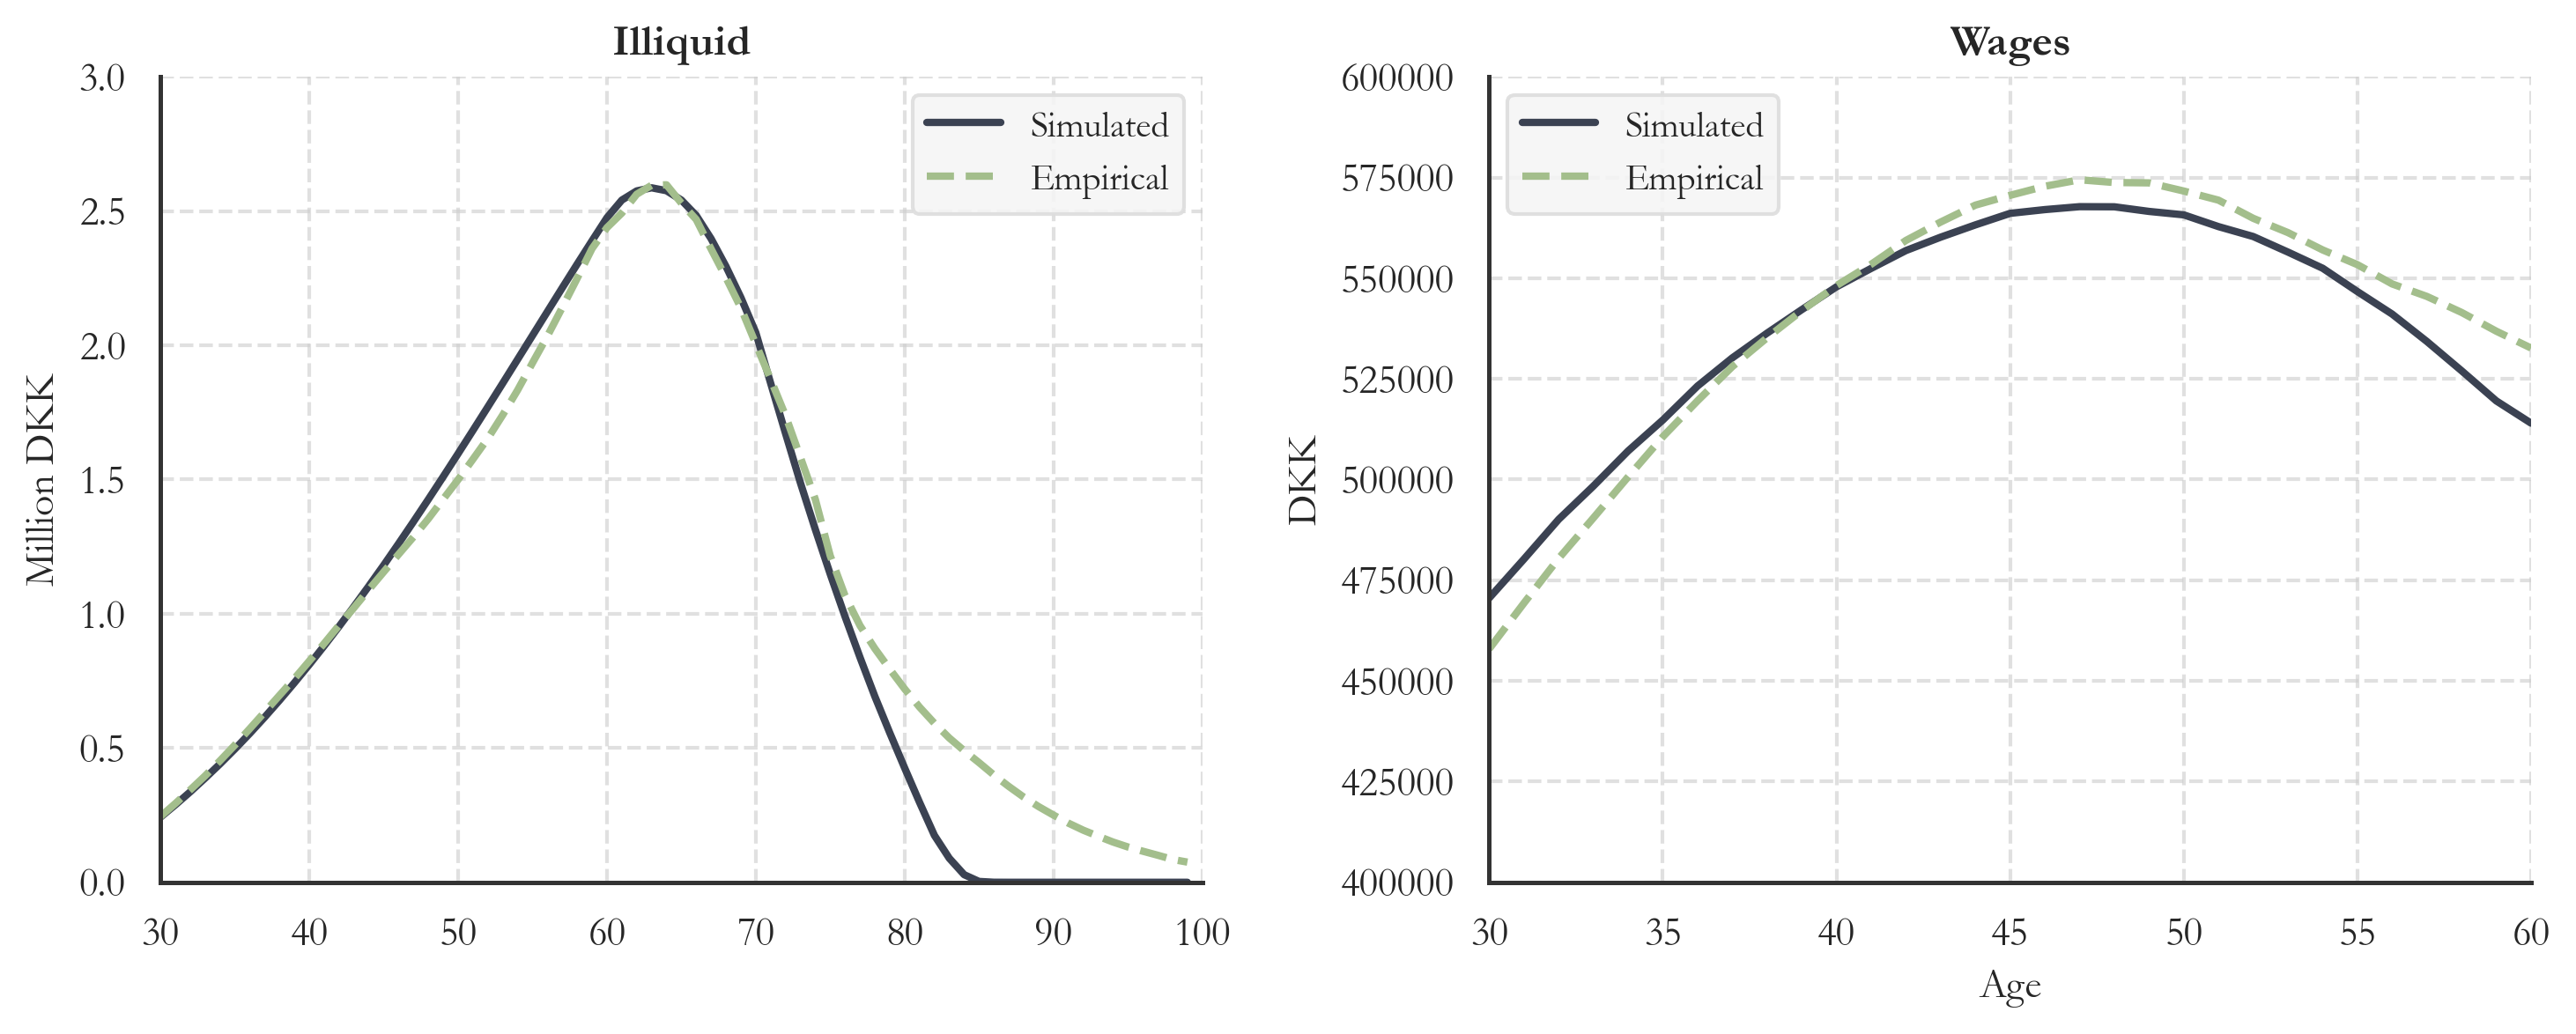 Illiquid
3.0
2.5
2.0
1.5
1.0
0.5
0.0
Million DKK
Simulated
Empirical
30 40 50 60 70 80 90 100
Wages
600000
575000
550000
525000
500000
475000
450000
425000
400000
DKK
Simulated
Empirical
30 35 40 45 50 55 60
Age